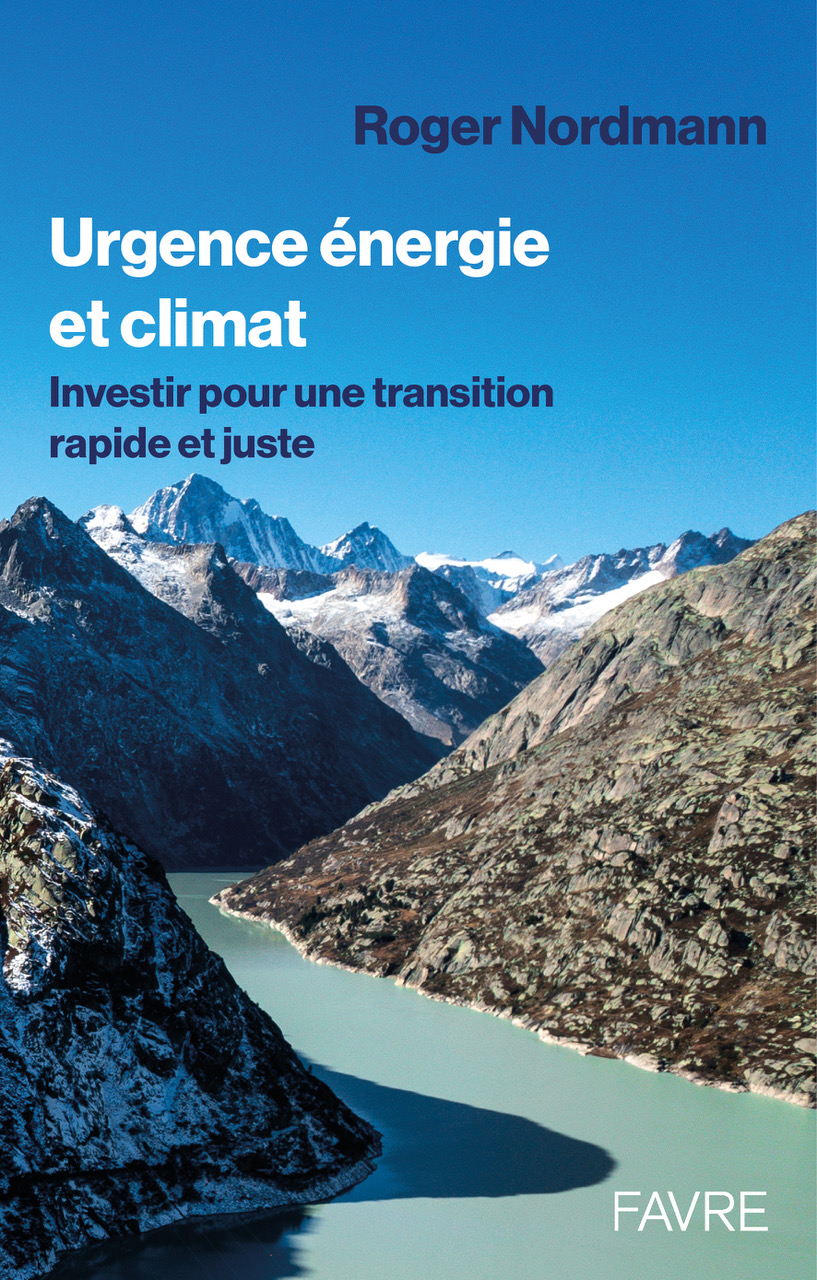 Roger Nordmann
Urgence énergie
et climat
Investir pour une transition
rapide et juste
FAVRE